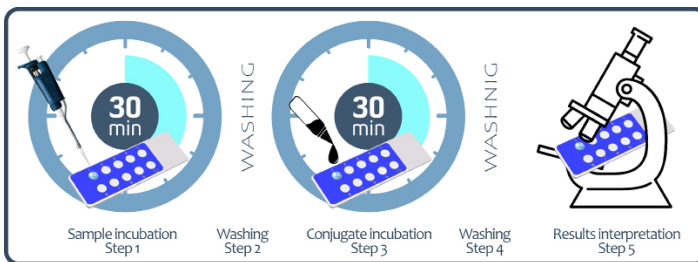 30
min
WASHING
30
min
WASHNIG
Sample incubation
Step 1
Washing
Step 2
Conjugate incubation
Step 3
Washing
Step 4
Results interpretation
Step 5